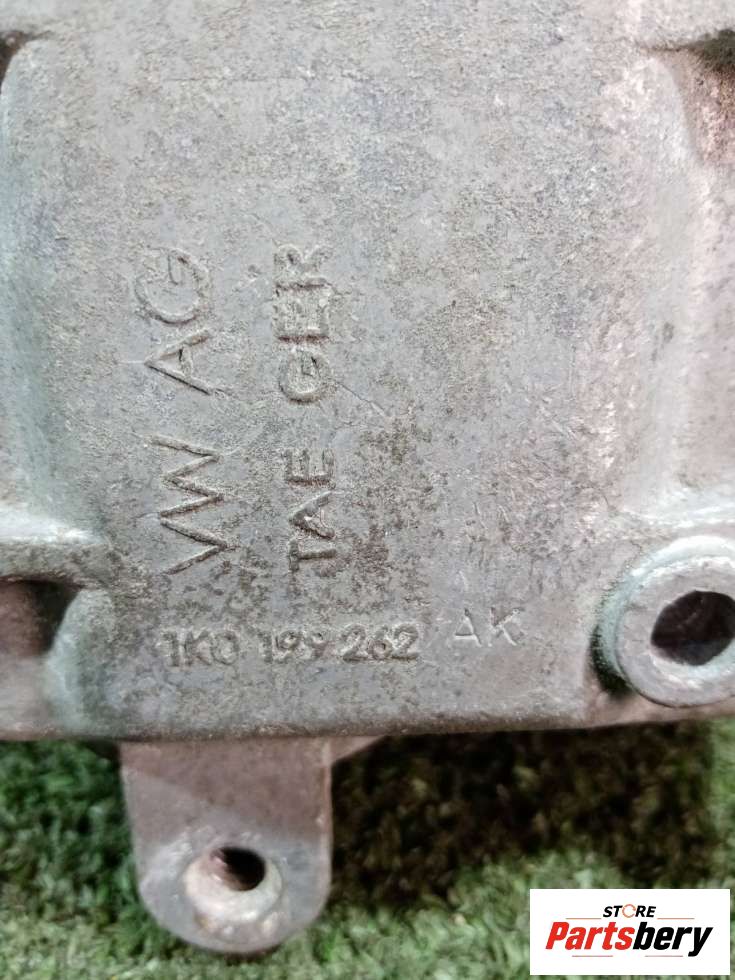 VW AG
TAE GER
1K0 199 262 AK
STORE
Partsbery